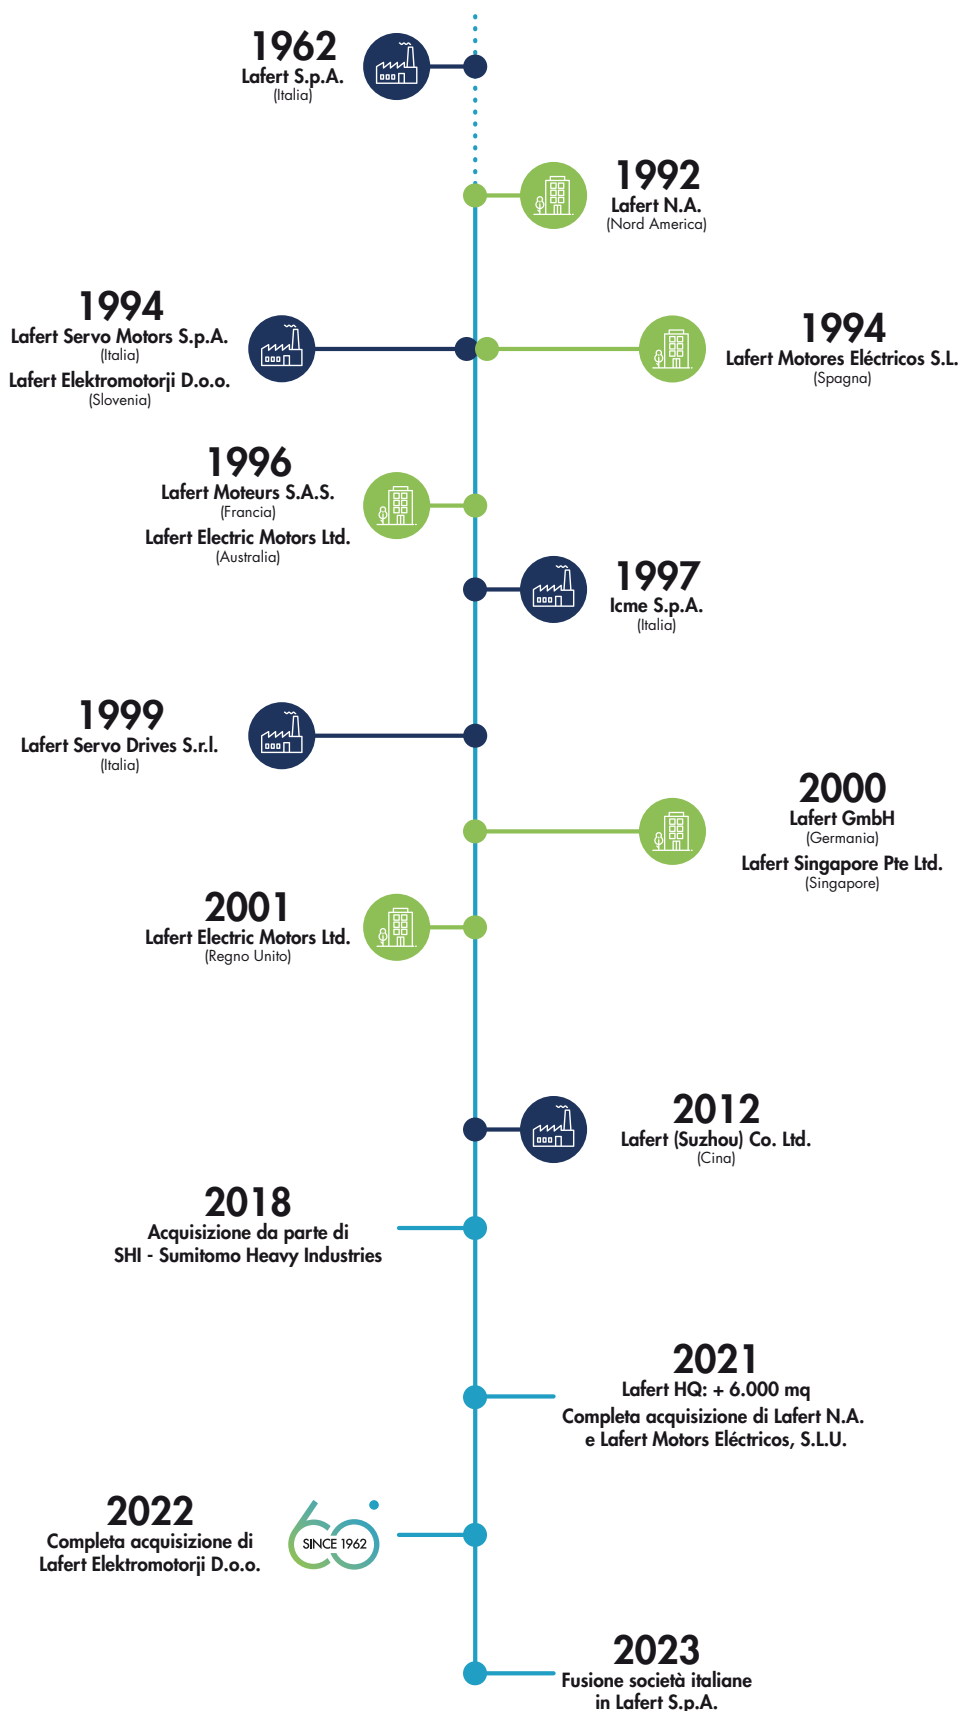 1962
Lafert S.p.A.
(Italia)
1992
Lafert N.A.
(Nord America)
1994
Lafert Servo Motors S.p.A.
(Italia)
Lafert Elektromotorji D.o.o.
(Slovenia)
1994
Lafert Motores Eléctricos S.L.
(Spagna)
1996
Lafert Moteurs S.A.S.
(Francia)
Lafert Electric Motors Ltd.
(Australia)
1997
Icme S.p.A.
(Italia)
1999
Lafert Servo Drives S.r.l.
(Italia)
2000
Lafert GmbH
(Germania)
Lafert Singapore Pte Ltd.
(Singapore)
2001
Lafert Electric Motors Ltd.
(Regno Unito)
2012
Lafert (Suzhou) Co. Ltd.
(Cina)
2018
Acquisizione da parte di
SHI - Sumitomo Heavy Industries
2021
Lafert HQ: + 6.000 mq
Completa acquisizione di Lafert N.A.
e Lafert Motors Eléctricos, S.L.U.
2022
Completa acquisizione di
Lafert Elektromotorji D.o.o.
60
SINCE 1962
2023
Fusione società italiane
in Lafert S.p.A.